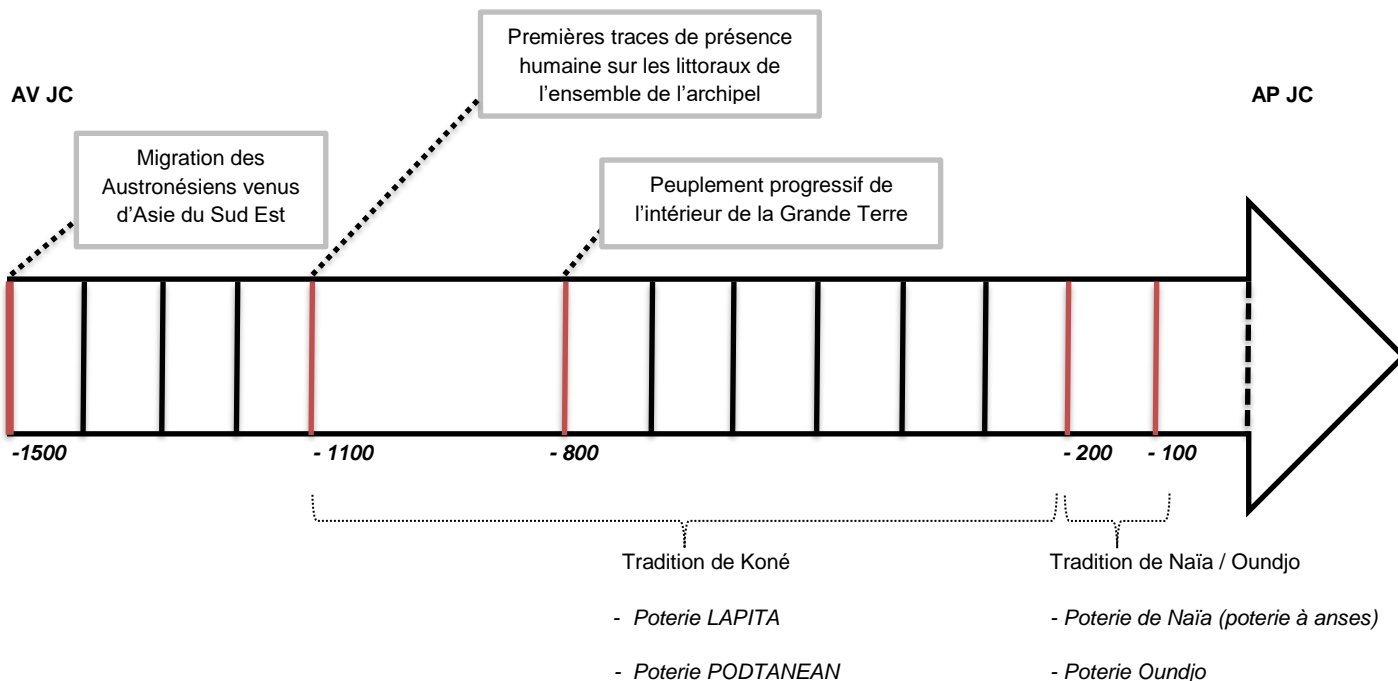 Premières traces de présence
humaine sur les littoraux de
l'ensemble de l'archipel
AV JC
AP JC
Migration des
Austronésiens venus
d'Asie du Sud Est
Peuplement progressif de
l'intérieur de la Grande Terre
-1500
- 1100
- 800
- 200
- 100
Tradition de Koné
- Poterie LAPITA
- Poterie PODTANEAN
Tradition de Naïa / Oundjo
- Poterie de Naïa (poterie à anses)
- Poterie Oundjo